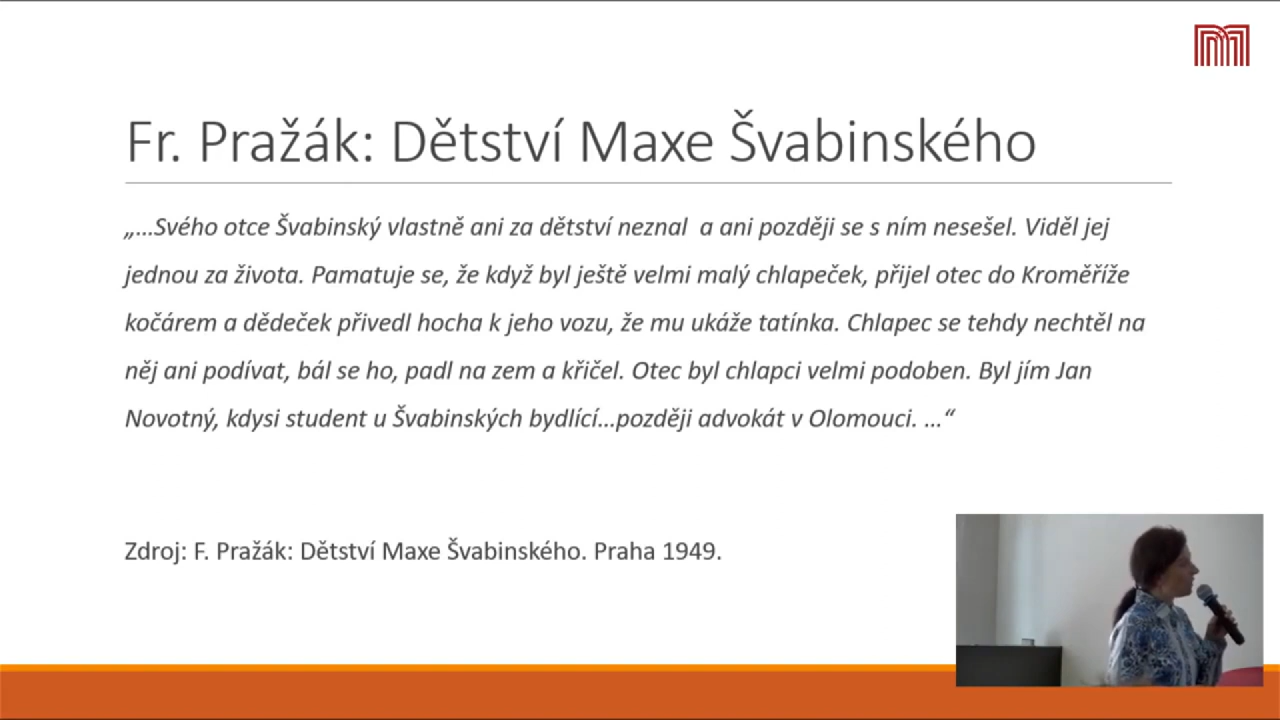 Fr. Pražák: Dětství Maxe Švabinského
„...Svého otce Švabinský vlastně ani za dětství neznal  a ani později se s ním nesešel. Viděl jej
jednou za života. Pamatuje se, že když byl ještě velmi malý chlapeček, přijel otec do Kroměříže
kočárem a dědeček přivedl hocha k jeho vozu, že mu ukáže tatínka. Chlapec se tehdy nechtěl na
něj ani podívat, bál se ho, padl na zem a křičel. Otec byl chlapci velmi podoben. Byl jím Jan
Novotný, kdysi student u Švabinských bydlící...později advokát v Olomouci. ...“
Zdroj: F. Pražák: Dětství Maxe Švabinského. Praha 1949.